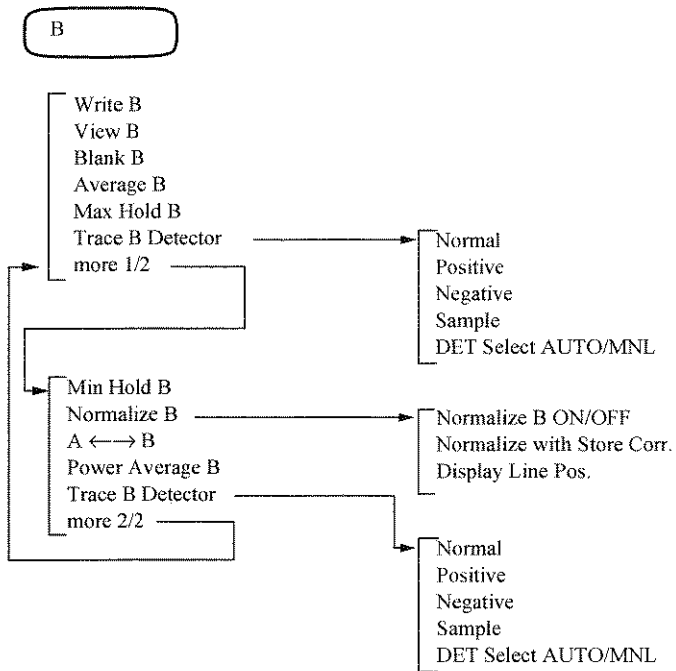 B
Write B
View B
Blank B
Average B
Max Hold B
Trace B Detector
more 1/2
Normal
Positive
Negative
Sample
DET Select AUTO/MNL
Min Hold B
Normalize B
A ←→ B
Power Average B
Trace B Detector
more 2/2
Normalize B ON/OFF
Normalize with Store Corr.
Display Line Pos.
Normal
Positive
Negative
Sample
DET Select AUTO/MNL